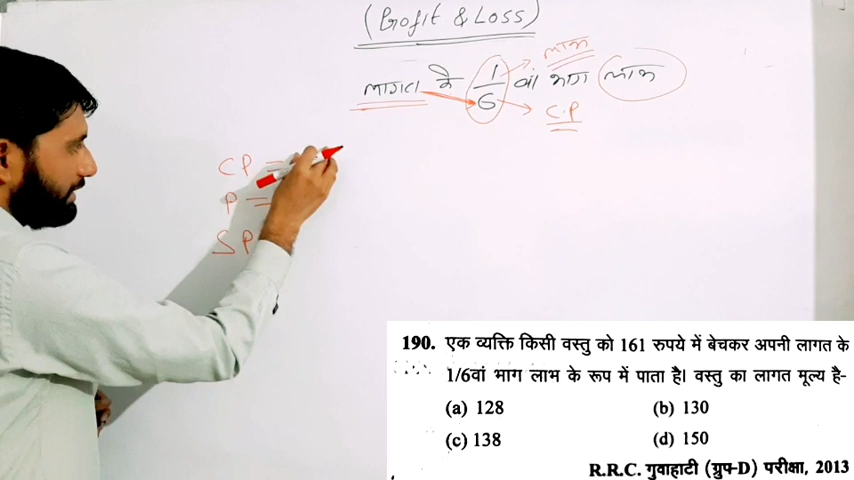 (Profit & Loss)
लागत के 1/6 वां भाग लाभ
लाभ
C.P
CP =
P =
SP
190. एक व्यक्ति किसी वस्तु को 161 रुपये में बेचकर अपनी लागत के
1/6वां भाग लाभ के रूप में पाता है। वस्तु का लागत मूल्य है-
(a) 128 (b) 130
(c) 138 (d) 150
R.R.C. गुवाहाटी (ग्रुप-D) परीक्षा, 2013